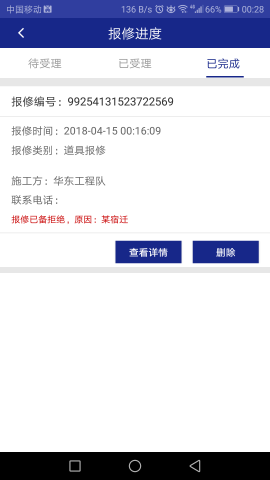 中国移动 136 B/s 46 66% 00:28
报修进度
待受理 已受理 已完成
报修编号：99254131523722569
报修时间：2018-04-15 00:16:09
报修类别：道具报修
施工方：华东工程队
联系电话：
报修已备拒绝，原因：某宿迁
查看详情 删除